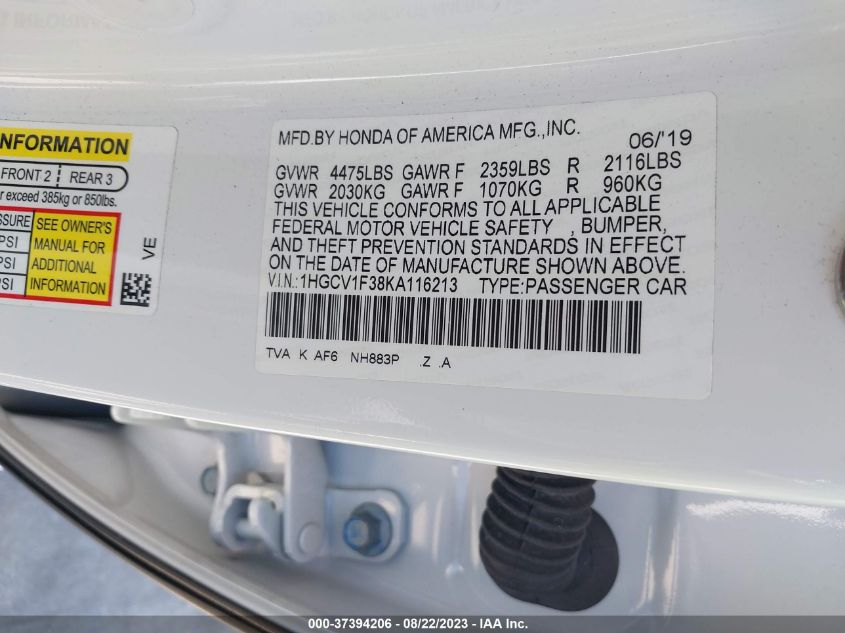 MFD.BY HONDA OF AMERICA MFG.,INC. 06/'19
GVWR 4475LBS GAWR F 2359LBS R 2116LBS
GVWR 2030KG GAWR F 1070KG R 960KG
THIS VEHICLE CONFORMS TO ALL APPLICABLE
FEDERAL MOTOR VEHICLE SAFETY , BUMPER,
AND THEFT PREVENTION STANDARDS IN EFFECT
ON THE DATE OF MANUFACTURE SHOWN ABOVE.
V.I.N.:1HGCV1F38KA116213 TYPE:PASSENGER CAR
TVA K AF6 NH883P .Z .A
INFORMATION
FRONT 2 REAR 3
exceed 385kg or 850lbs.
SEE OWNER'S
MANUAL FOR
ADDITIONAL
INFORMATION
PSI
PSI
VE
000-37394206 - 08/22/2023 - IAA Inc.